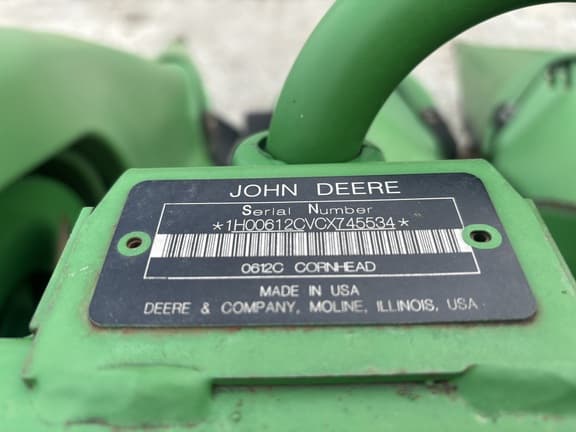 JOHN DEERE
Serial Number
*1H00612CVCX745534*
0612C CORNHEAD
MADE IN USA
DEERE & COMPANY, MOLINE, ILLINOIS, USA